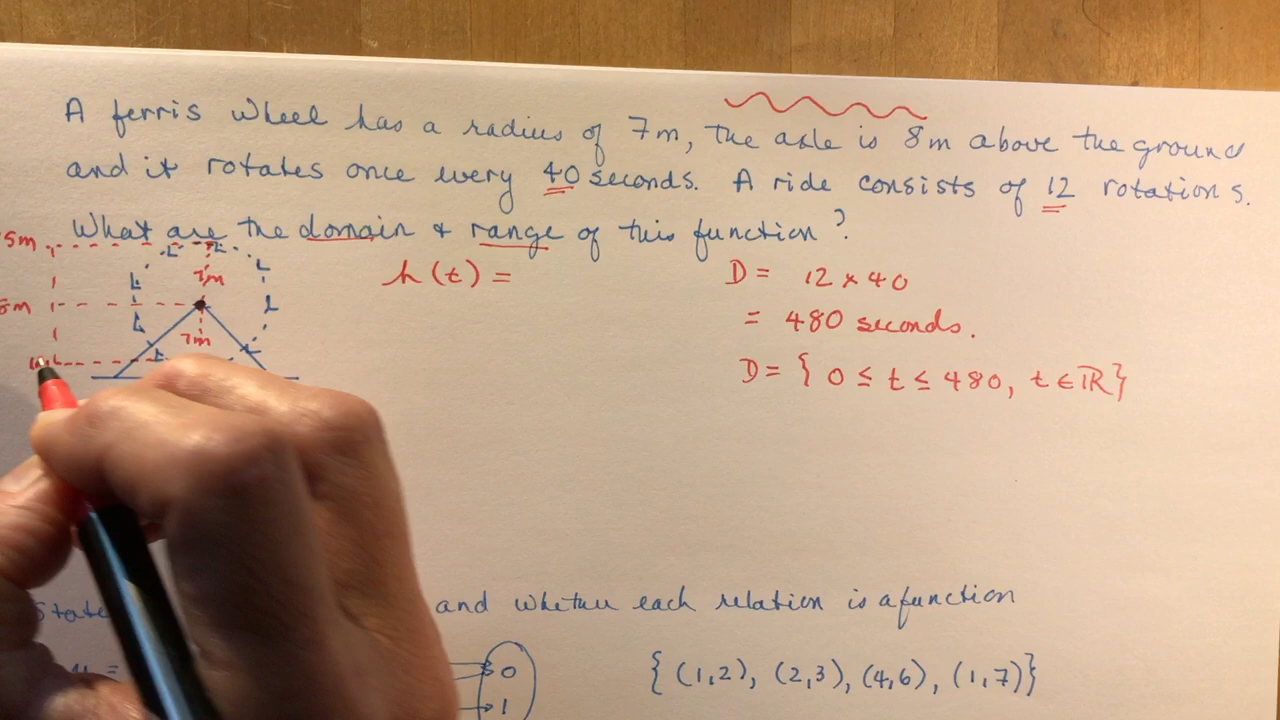 A ferris wheel has a radius of 7m, the axle is 8m above the ground
and it rotates once every 40 seconds. A ride consists of 12 rotations.
What are the domain & range of this function?
5m
8m
7m
7m
h(t) =
D = 12 x 40
= 480 seconds.
D = { 0 ≤ t ≤ 480, t ∈ ℝ}
State
and whether each relation is a function
=
0
1
{ (1,2), (2,3), (4,6), (1,7)}